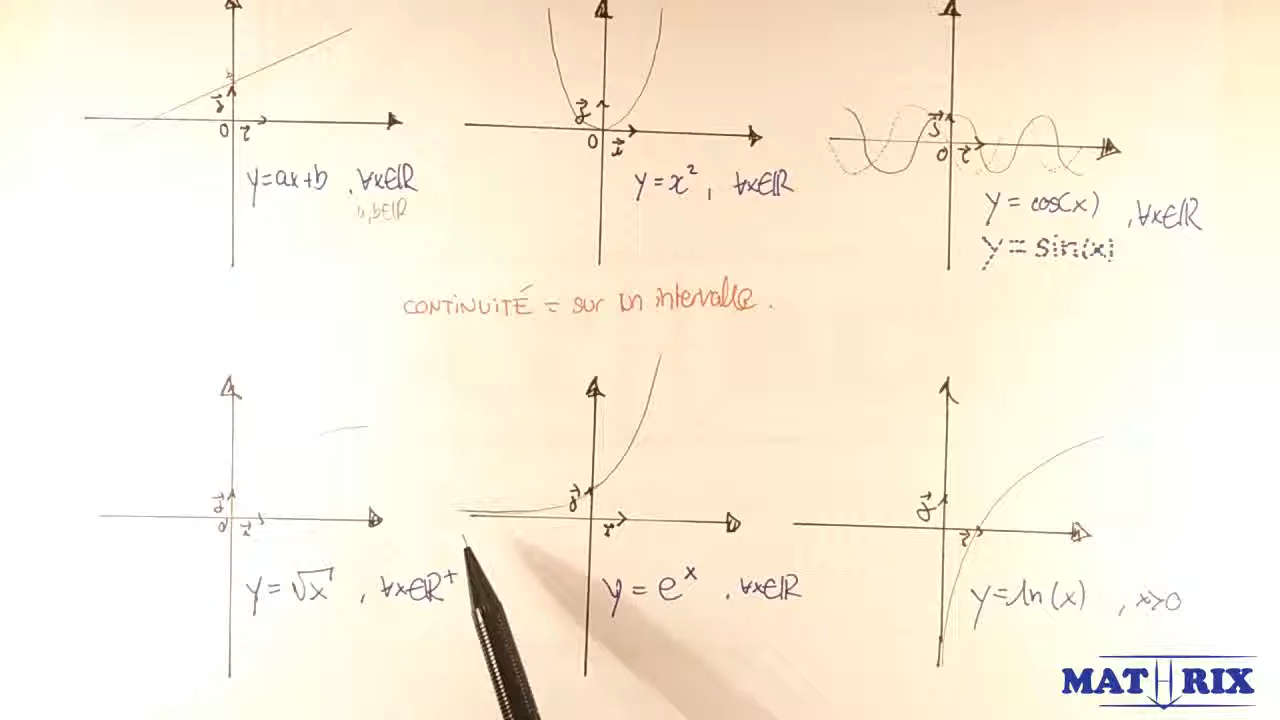 b
j
O i
y=ax+b , ∀x∈ℝ
a,b∈ℝ
j
O i
y=x² , ∀x∈ℝ
j
O i
y = cos(x) , ∀x∈ℝ
y = sin(x)
CONTINUITÉ = sur un intervalle .
j
O i
y=√x , ∀x∈ℝ+
j
i
y = eˣ , ∀x∈ℝ
j
i
y=ln(x) , x>0
MATHRIX